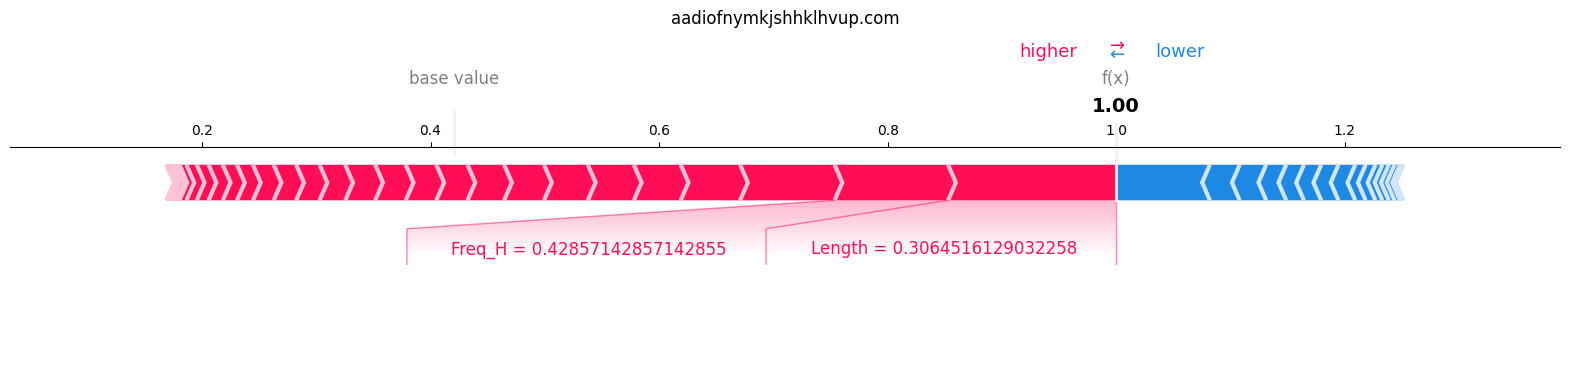 aadiofnymkjshhklhvup.com
higher ⇄ lower
base value f(x)
1.00
0.2 0.4 0.6 0.8 1.0 1.2
Freq_H = 0.42857142857142855 Length = 0.3064516129032258